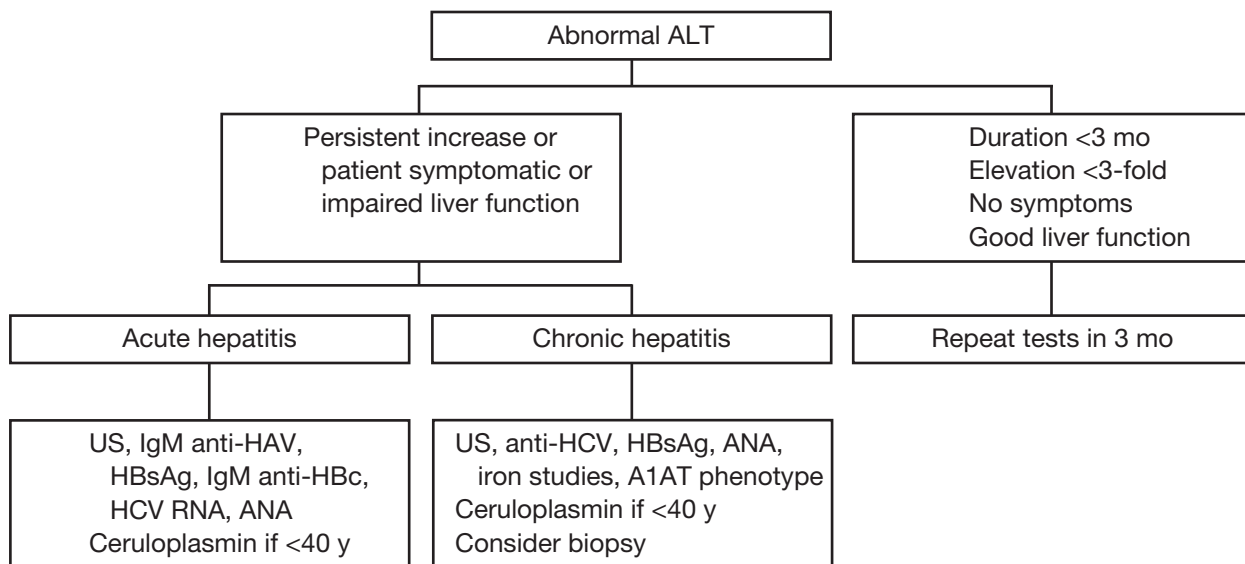 Abnormal ALT
Persistent increase or
patient symptomatic or
impaired liver function
Duration <3 mo
Elevation <3-fold
No symptoms
Good liver function
Acute hepatitis
Chronic hepatitis
Repeat tests in 3 mo
US, IgM anti-HAV,
HBsAg, IgM anti-HBc,
HCV RNA, ANA
Ceruloplasmin if <40 y
US, anti-HCV, HBsAg, ANA,
iron studies, A1AT phenotype
Ceruloplasmin if <40 y
Consider biopsy